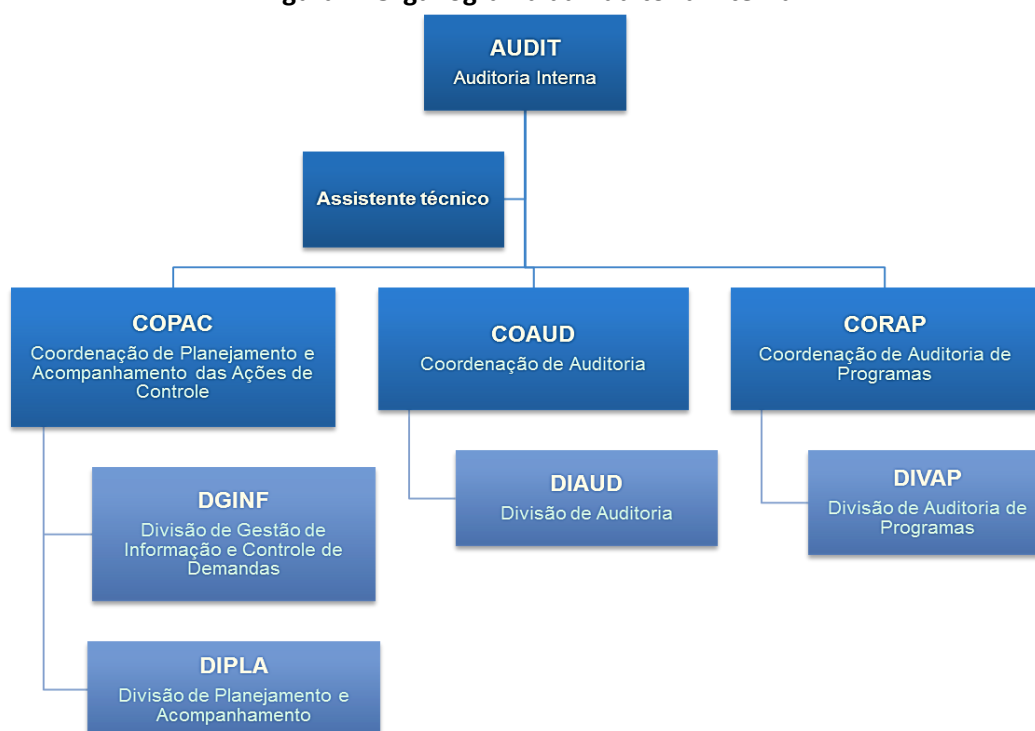 AUDIT
Auditoria Interna
Assistente técnico
COPAC
Coordenação de Planejamento e
Acompanhamento das Ações de
Controle
COAUD
Coordenação de Auditoria
CORAP
Coordenação de Auditoria de
Programas
DGINF
Divisão de Gestão de
Informação e Controle de
Demandas
DIAUD
Divisão de Auditoria
DIVAP
Divisão de Auditoria de
Programas
DIPLA
Divisão de Planejamento e
Acompanhamento